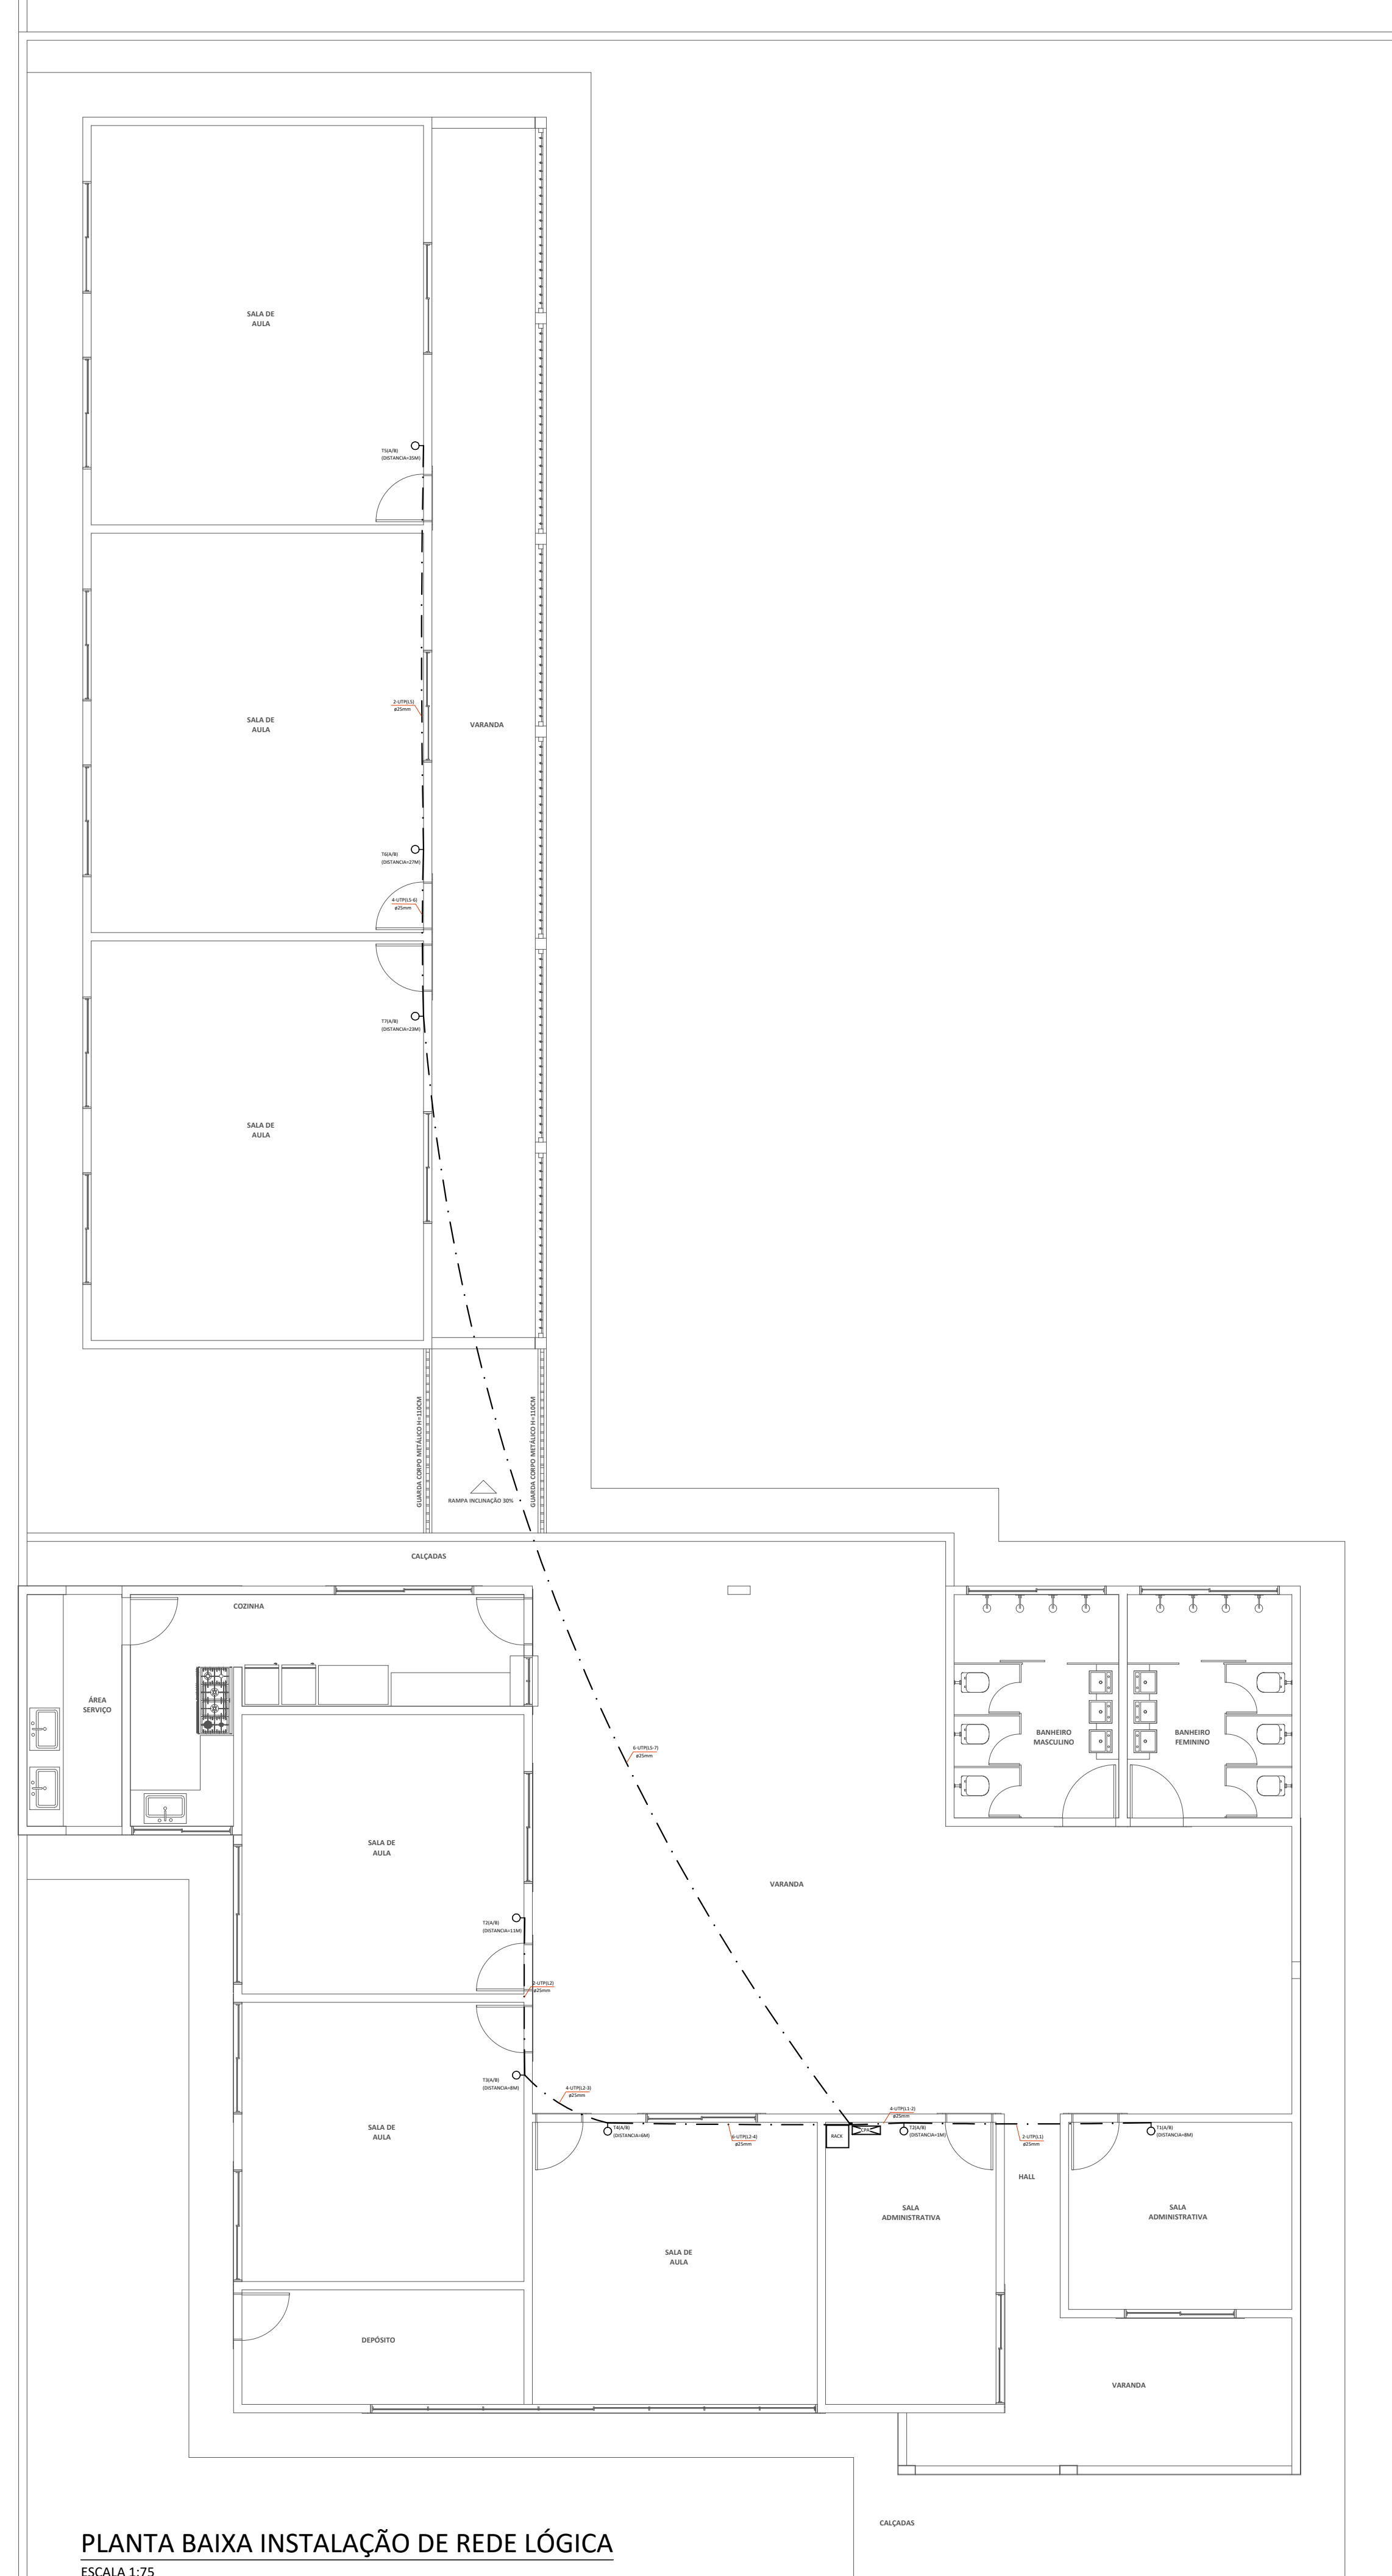 SALA DE
AULA
T5(A/B)
(DISTANCIA=35M)
2-UTP(L5)
ø25mm
SALA DE
AULA
VARANDA
T6(A/B)
(DISTANCIA=27M)
4-UTP(L5-6)
ø25mm
T7(A/B)
(DISTANCIA=23M)
SALA DE
AULA
GUARDA CORPO METÁLICO H=110CM
GUARDA CORPO METÁLICO H=110CM
RAMPA INCLINAÇÃO 30%
CALÇADAS
COZINHA
ÁREA
SERVIÇO
BANHEIRO
MASCULINO
BANHEIRO
FEMININO
6-UTP(L5-7)
ø25mm
SALA DE
AULA
VARANDA
T2(A/B)
(DISTANCIA=11M)
2-UTP(L2)
ø25mm
T3(A/B)
(DISTANCIA=8M)
4-UTP(L2-3)
ø25mm
SALA DE
AULA
T4(A/B)
(DISTANCIA=6M)
6-UTP(L2-4)
ø25mm
RACK
4-UTP(L1-2)
ø25mm
T2(A/B)
(DISTANCIA=1M)
2-UTP(L1)
ø25mm
T1(A/B)
(DISTANCIA=8M)
HALL
SALA
ADMINISTRATIVA
SALA
ADMINISTRATIVA
SALA DE
AULA
DEPÓSITO
VARANDA
CALÇADAS
PLANTA BAIXA INSTALAÇÃO DE REDE LÓGICA
ESCALA 1:75